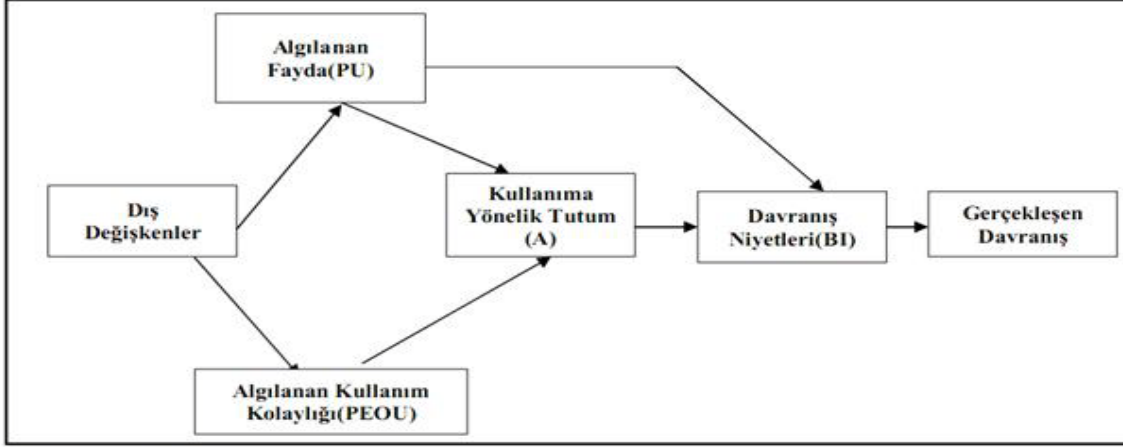 Algılanan
Fayda(PU)
Dış
Değişkenler
Kullanıma
Yönelik Tutum
(A)
Davranış
Niyetleri(BI)
Gerçekleşen
Davranış
Algılanan Kullanım
Kolaylığı(PEOU)